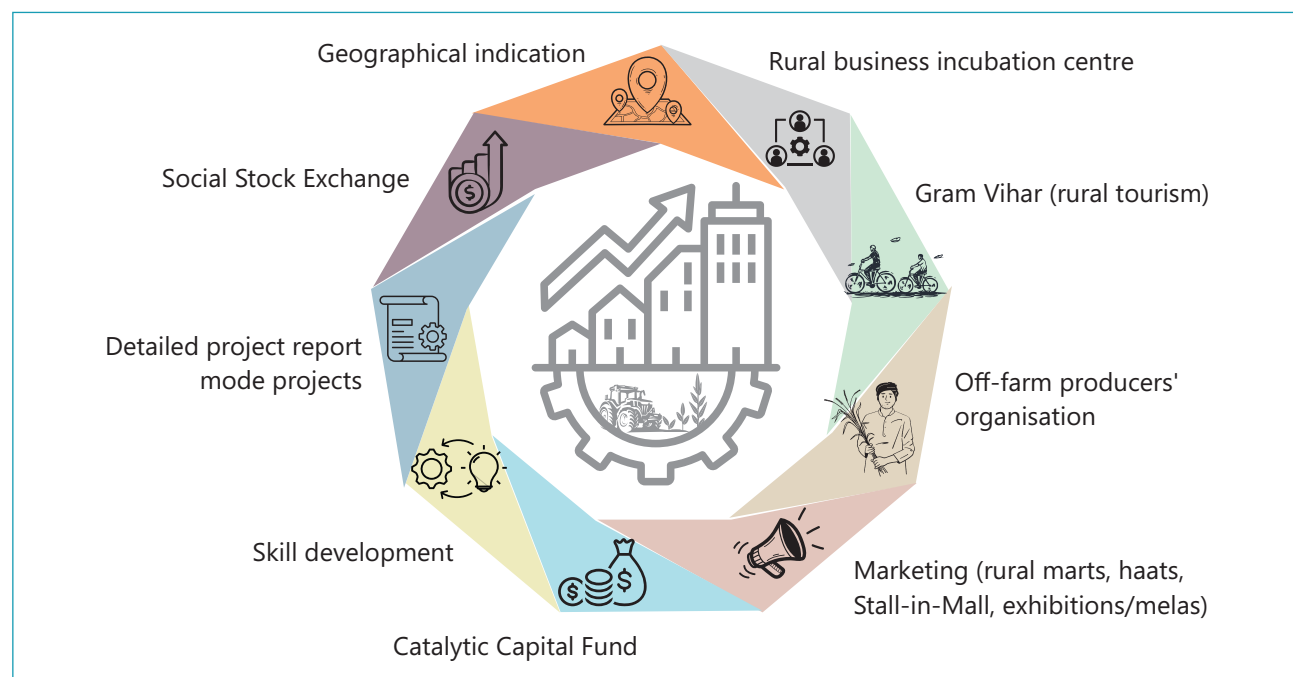 Geographical indication
Rural business incubation centre
Social Stock Exchange
Gram Vihar (rural tourism)
Detailed project report
mode projects
Off-farm producers'
organisation
Skill development
Marketing (rural marts, haats,
Stall-in-Mall, exhibitions/melas)
Catalytic Capital Fund